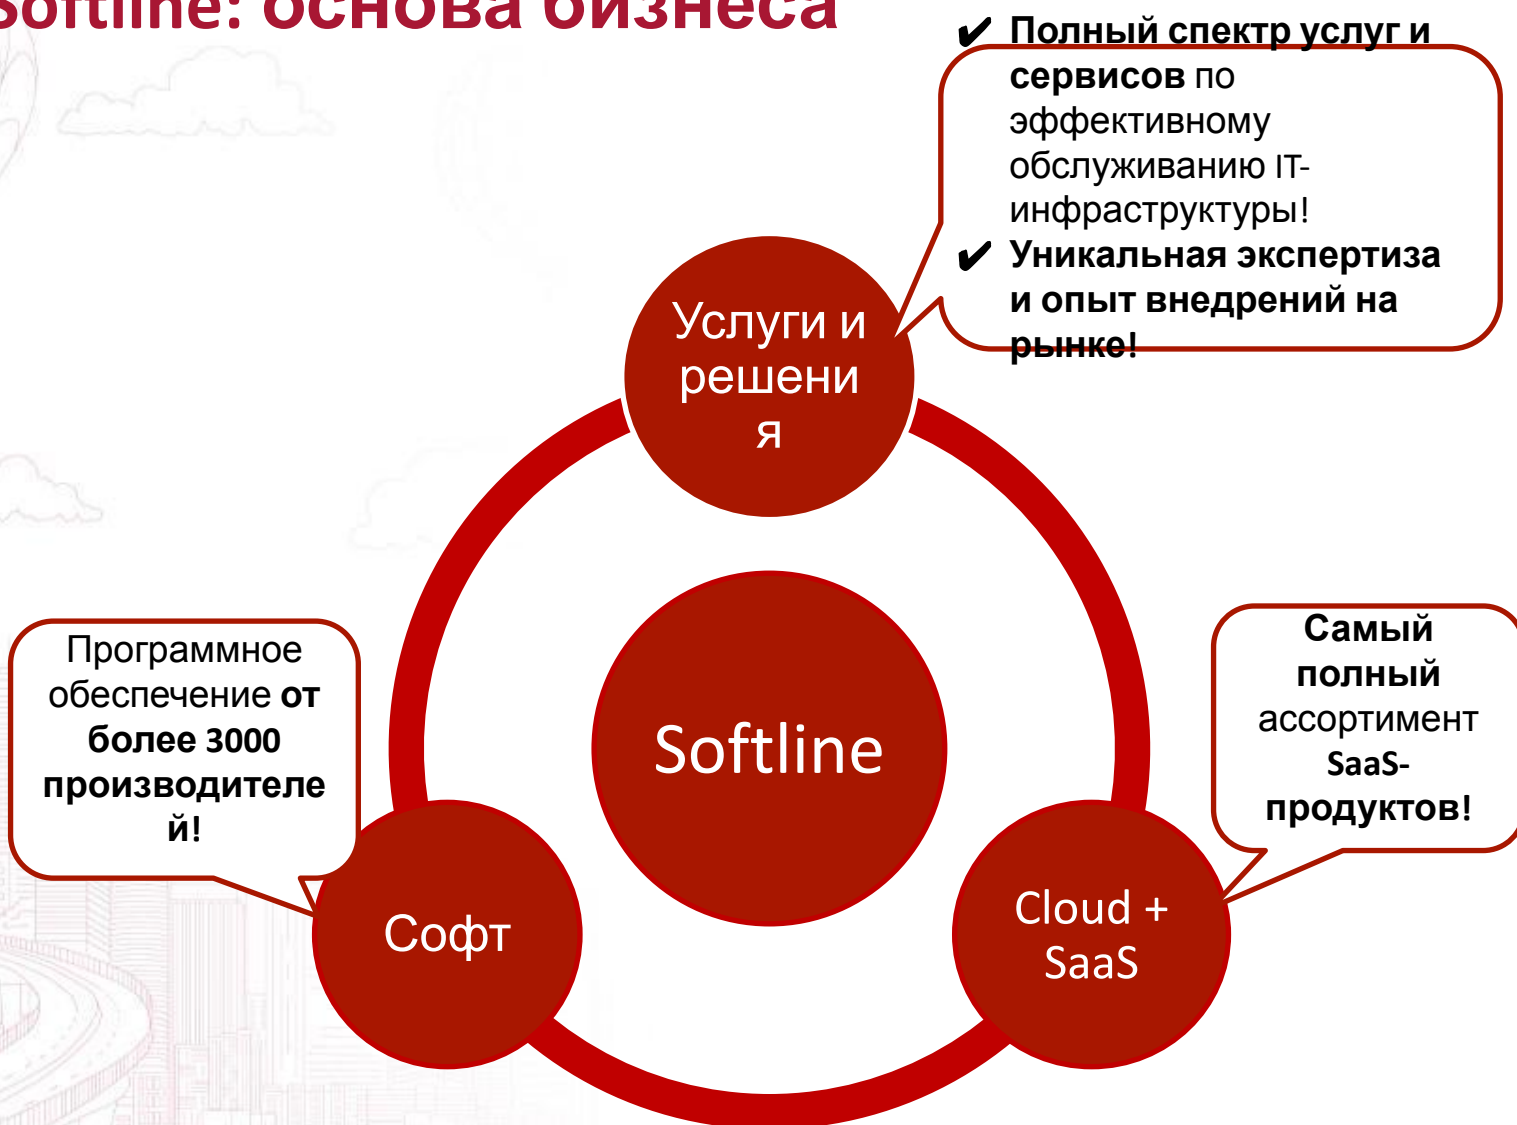 Softline: основа бизнеса
✔ Полный спектр услуг и
сервисов по
эффективному
обслуживанию IT-
инфраструктуры!
✔ Уникальная экспертиза
и опыт внедрений на
рынке!
Услуги и
решени
я
Программное
обеспечение от
более 3000
производителе
й!
Softline
Самый
полный
ассортимент
SaaS-
продуктов!
Софт
Cloud +
SaaS